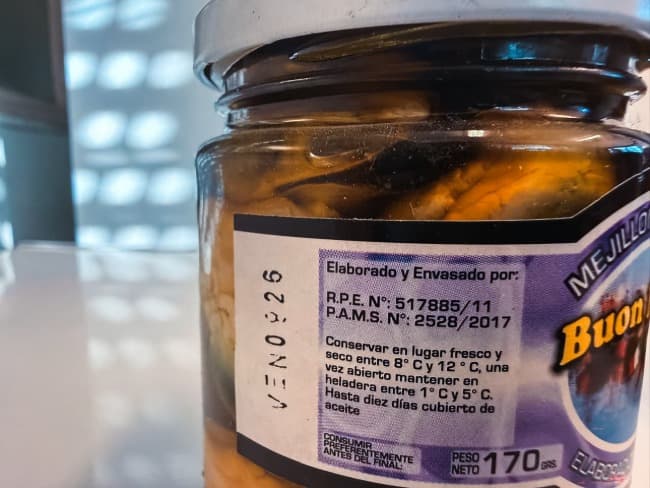 VEN0926
Elaborado y Envasado por:
R.P.E. N°: 517885/11
P.A.M.S. N°: 2528/2017
Conservar en lugar fresco y
seco entre 8° C y 12 ° C, una
vez abierto mantener en
heladera entre 1° C y 5° C.
Hasta diez días cubierto de
aceite
CONSUMIR
PREFERENTEMENTE
ANTES DEL FINAL:
PESO
NETO 170 GRS.
MEJILLO
Buon
ELABORAD